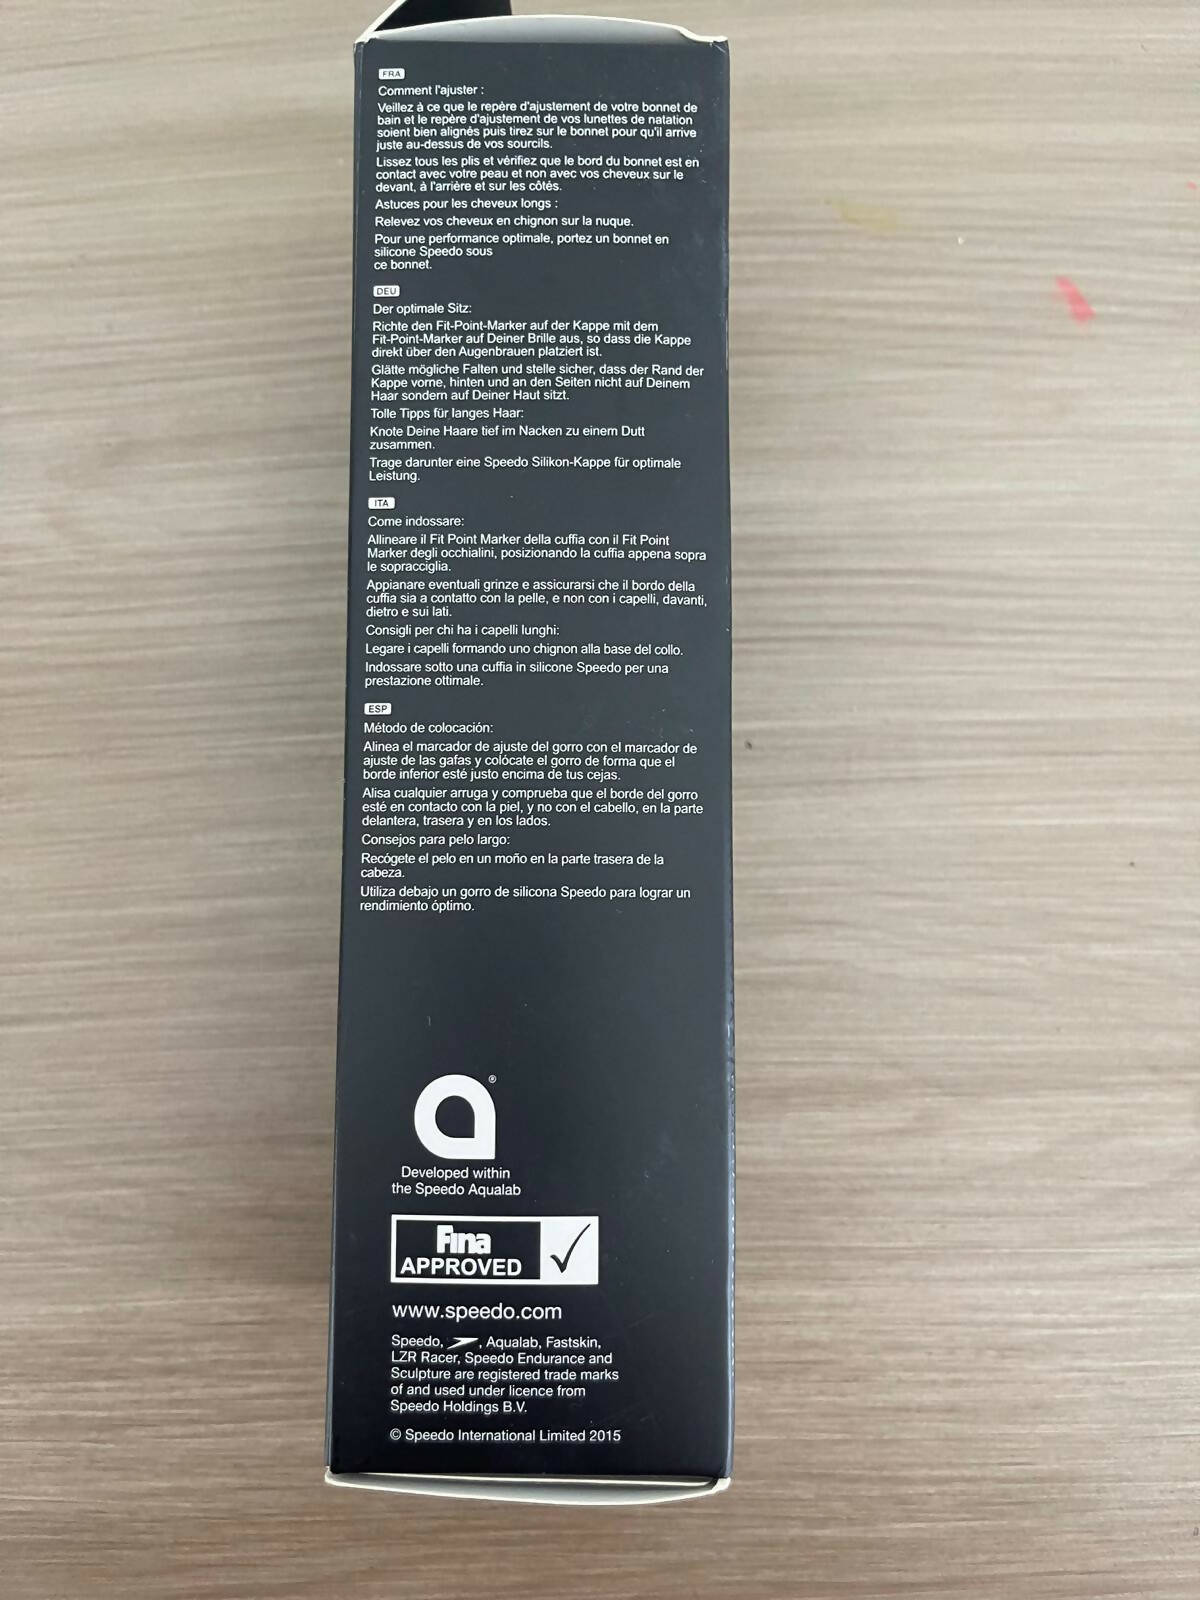 FRA
Comment l'ajuster :
Veillez à ce que le repère d'ajustement de votre bonnet de
bain et le repère d'ajustement de vos lunettes de natation
soient bien alignés puis tirez sur le bonnet pour qu'il arrive
juste au-dessus de vos sourcils.
Lissez tous les plis et vérifiez que le bord du bonnet est en
contact avec votre peau et non avec vos cheveux sur le
devant, à l'arrière et sur les côtés.
Astuces pour les cheveux longs :
Relevez vos cheveux en chignon sur la nuque.
Pour une performance optimale, portez un bonnet en
silicone Speedo sous
ce bonnet.
DEU
Der optimale Sitz:
Richte den Fit-Point-Marker auf der Kappe mit dem
Fit-Point-Marker auf Deiner Brille aus, so dass die Kappe
direkt über den Augenbrauen platziert ist.
Glätte mögliche Falten und stelle sicher, dass der Rand der
Kappe vorne, hinten und an den Seiten nicht auf Deinem
Haar sondern auf Deiner Haut sitzt.
Tolle Tipps für langes Haar:
Knote Deine Haare tief im Nacken zu einem Dutt
zusammen.
Trage darunter eine Speedo Silikon-Kappe für optimale
Leistung.
ITA
Come indossare:
Allineare il Fit Point Marker della cuffia con il Fit Point
Marker degli occhialini, posizionando la cuffia appena sopra
le sopracciglia.
Appianare eventuali grinze e assicurarsi che il bordo della
cuffia sia a contatto con la pelle, e non con i capelli, davanti,
dietro e sui lati.
Consigli per chi ha i capelli lunghi:
Legare i capelli formando uno chignon alla base del collo.
Indossare sotto una cuffia in silicone Speedo per una
prestazione ottimale.
ESP
Método de colocación:
Alinea el marcador de ajuste del gorro con el marcador de
ajuste de las gafas y colócate el gorro de forma que el
borde inferior esté justo encima de tus cejas.
Alisa cualquier arruga y comprueba que el borde del gorro
esté en contacto con la piel, y no con el cabello, en la parte
delantera, trasera y en los lados.
Consejos para pelo largo:
Recógete el pelo en un moño en la parte trasera de la
cabeza.
Utiliza debajo un gorro de silicona Speedo para lograr un
rendimiento óptimo.
®
Developed within
the Speedo Aqualab
Fina
APPROVED
www.speedo.com
Speedo, , Aqualab, Fastskin,
LZR Racer, Speedo Endurance and
Sculpture are registered trade marks
of and used under licence from
Speedo Holdings B.V.
© Speedo International Limited 2015